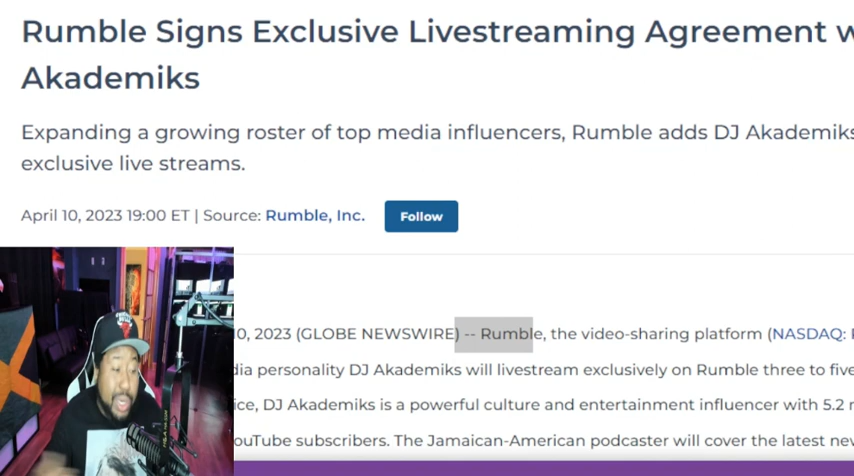 Rumble Signs Exclusive Livestreaming Agreement
Akademiks
Expanding a growing roster of top media influencers, Rumble adds DJ Akademiks
exclusive live streams.
April 10, 2023 19:00 ET | Source: Rumble, Inc.
Follow
0, 2023 (GLOBE NEWSWIRE) -- Rumble, the video-sharing platform (NASDAQ:
dia personality DJ Akademiks will livestream exclusively on Rumble three to five
ice, DJ Akademiks is a powerful culture and entertainment influencer with 5.2
ouTube subscribers. The Jamaican-American podcaster will cover the latest